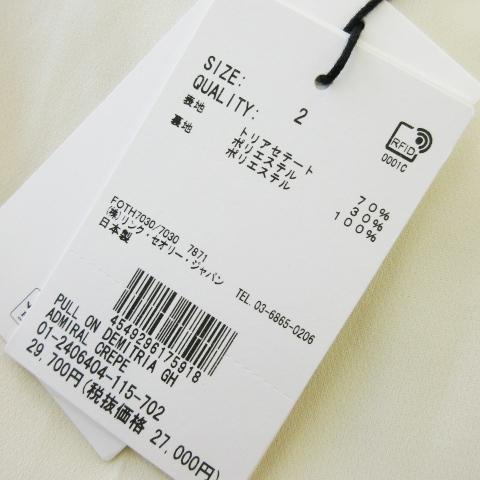 SIZE: 2
QUALITY:
表地 トリアセテート 70%
ポリエステル 30%
裏地 ポリエステル 100%
RFID
0001C
FOTH7030/7030 7871
(株)リンク・セオリー・ジャパン
日本製 TEL. 03-6865-0206
4549296175918
PULL ON DEMITRIA GH
ADMIRAL CREPE
01-2406404-115-702
29,700円(税抜価格 27,000円)